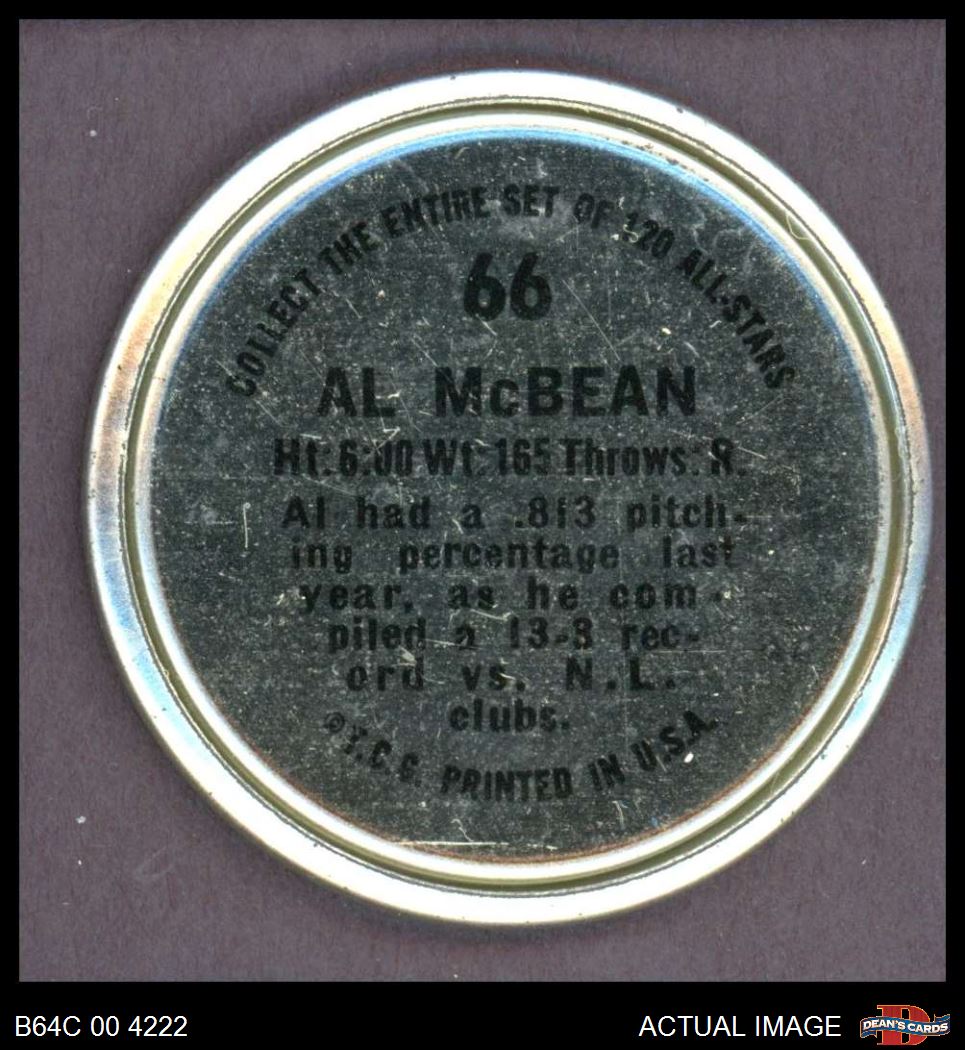 COLLECT THE ENTIRE SET OF 120 ALL-STARS
66
AL McBEAN
Ht: 6:00 Wt: 165 Throws: R.
Al had a .813 pitch-
ing percentage last
year, as he com-
piled a 13-3 rec-
ord vs. N.L.
clubs.
© T.C.G. PRINTED IN U.S.A.
B64C 00 4222
ACTUAL IMAGE
DEAN'S CARDS